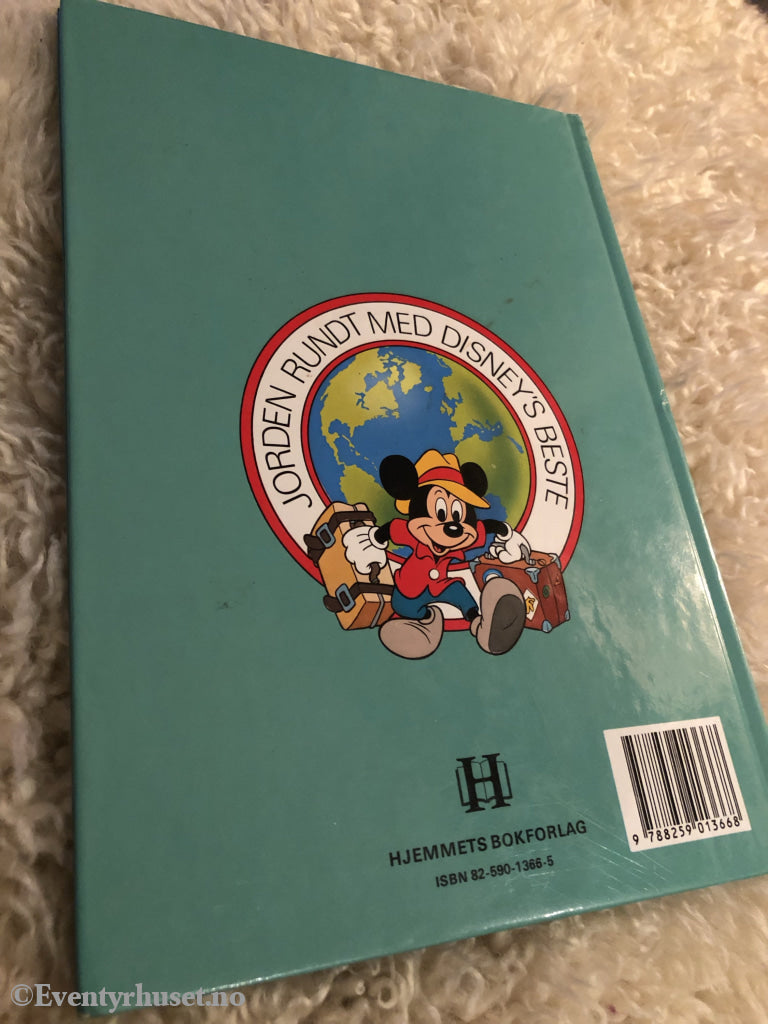 JORDEN RUNDT MED DISNEY'S BESTE
H
HJEMMETS BOKFORLAG
ISBN 82-590-1366-5
9 788259 013668
©Eventyrhuset.no